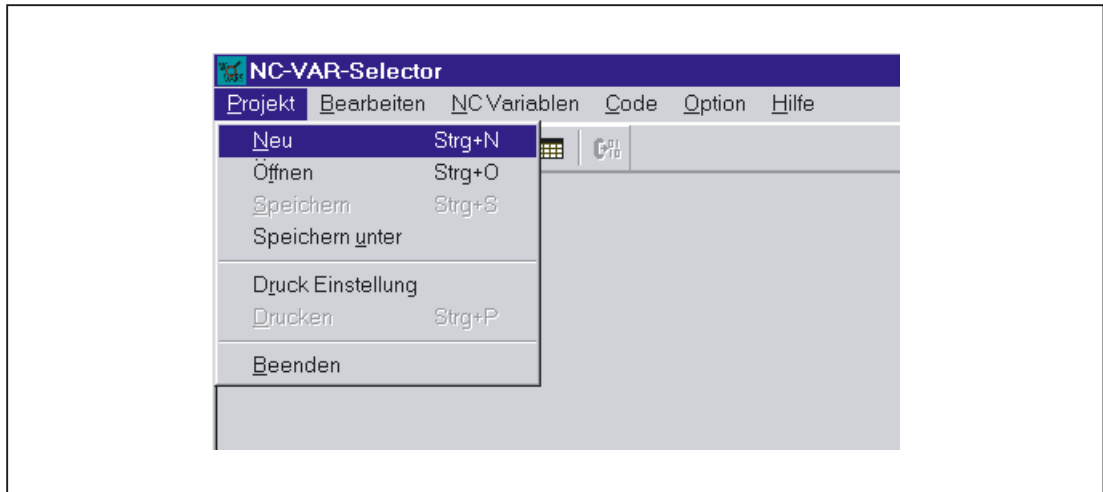 NC-VAR-Selector
Projekt Bearbeiten NC Variablen Code Option Hilfe
Neu Strg+N
Öffnen Strg+O
Speichern Strg+S
Speichern unter
Druck Einstellung
Drucken Strg+P
Beenden